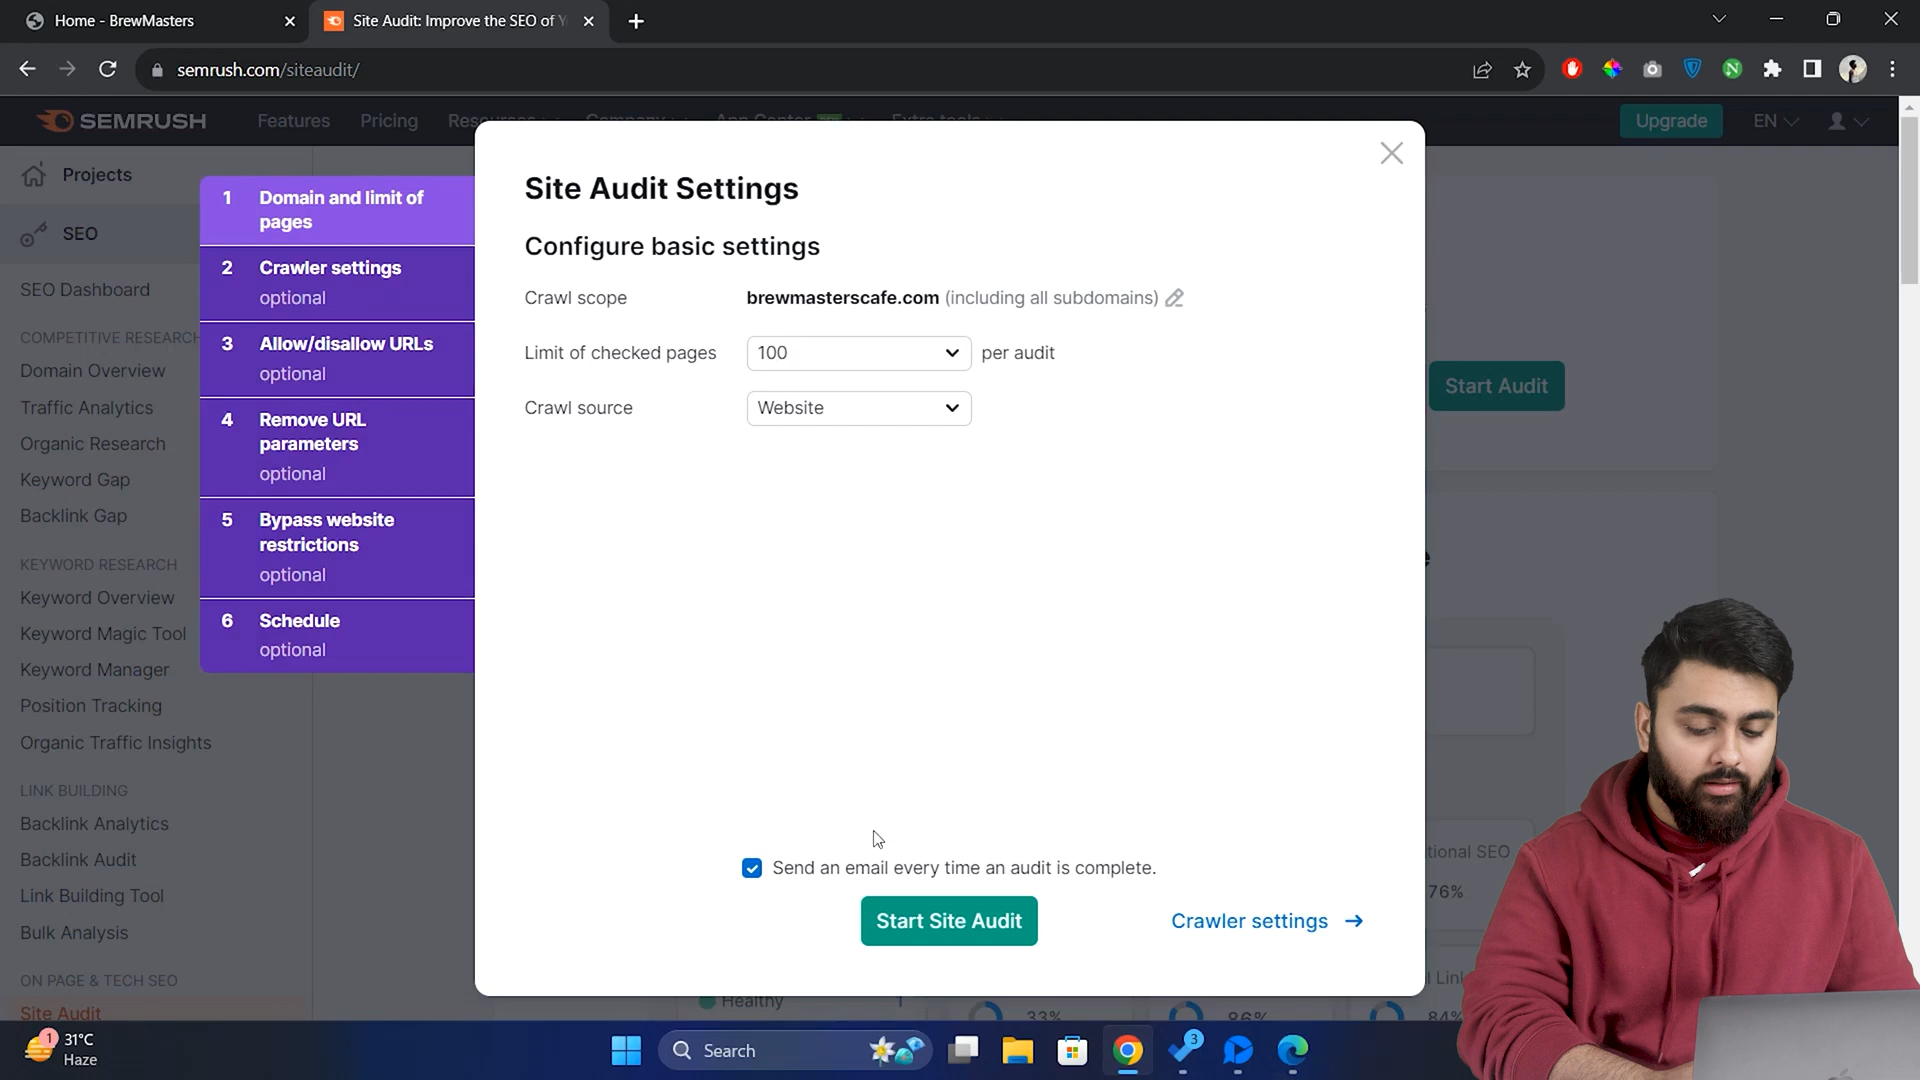 Home - BrewMasters
Site Audit: Improve the SEO of Y
semrush.com/siteaudit/
SEMRUSH
Features
Pricing
Resources
Company
App Center
Extra tools
Upgrade
EN
Projects
SEO
SEO Dashboard
COMPETITIVE RESEARCH
Domain Overview
Traffic Analytics
Organic Research
Keyword Gap
Backlink Gap
KEYWORD RESEARCH
Keyword Overview
Keyword Magic Tool
Keyword Manager
Position Tracking
Organic Traffic Insights
LINK BUILDING
Backlink Analytics
Backlink Audit
Link Building Tool
Bulk Analysis
ON PAGE & TECH SEO
Site Audit
1 Domain and limit of
pages
2 Crawler settings
optional
3 Allow/disallow URLs
optional
4 Remove URL
parameters
optional
5 Bypass website
restrictions
optional
6 Schedule
optional
Site Audit Settings
Configure basic settings
Crawl scope brewmasterscafe.com (including all subdomains)
Limit of checked pages 100 per audit
Crawl source Website
Send an email every time an audit is complete.
Start Site Audit
Crawler settings →
Start Audit
tional SEO
76%
l Link
Healthy
33%
86%
84%
1
31°C
Haze
Search
3